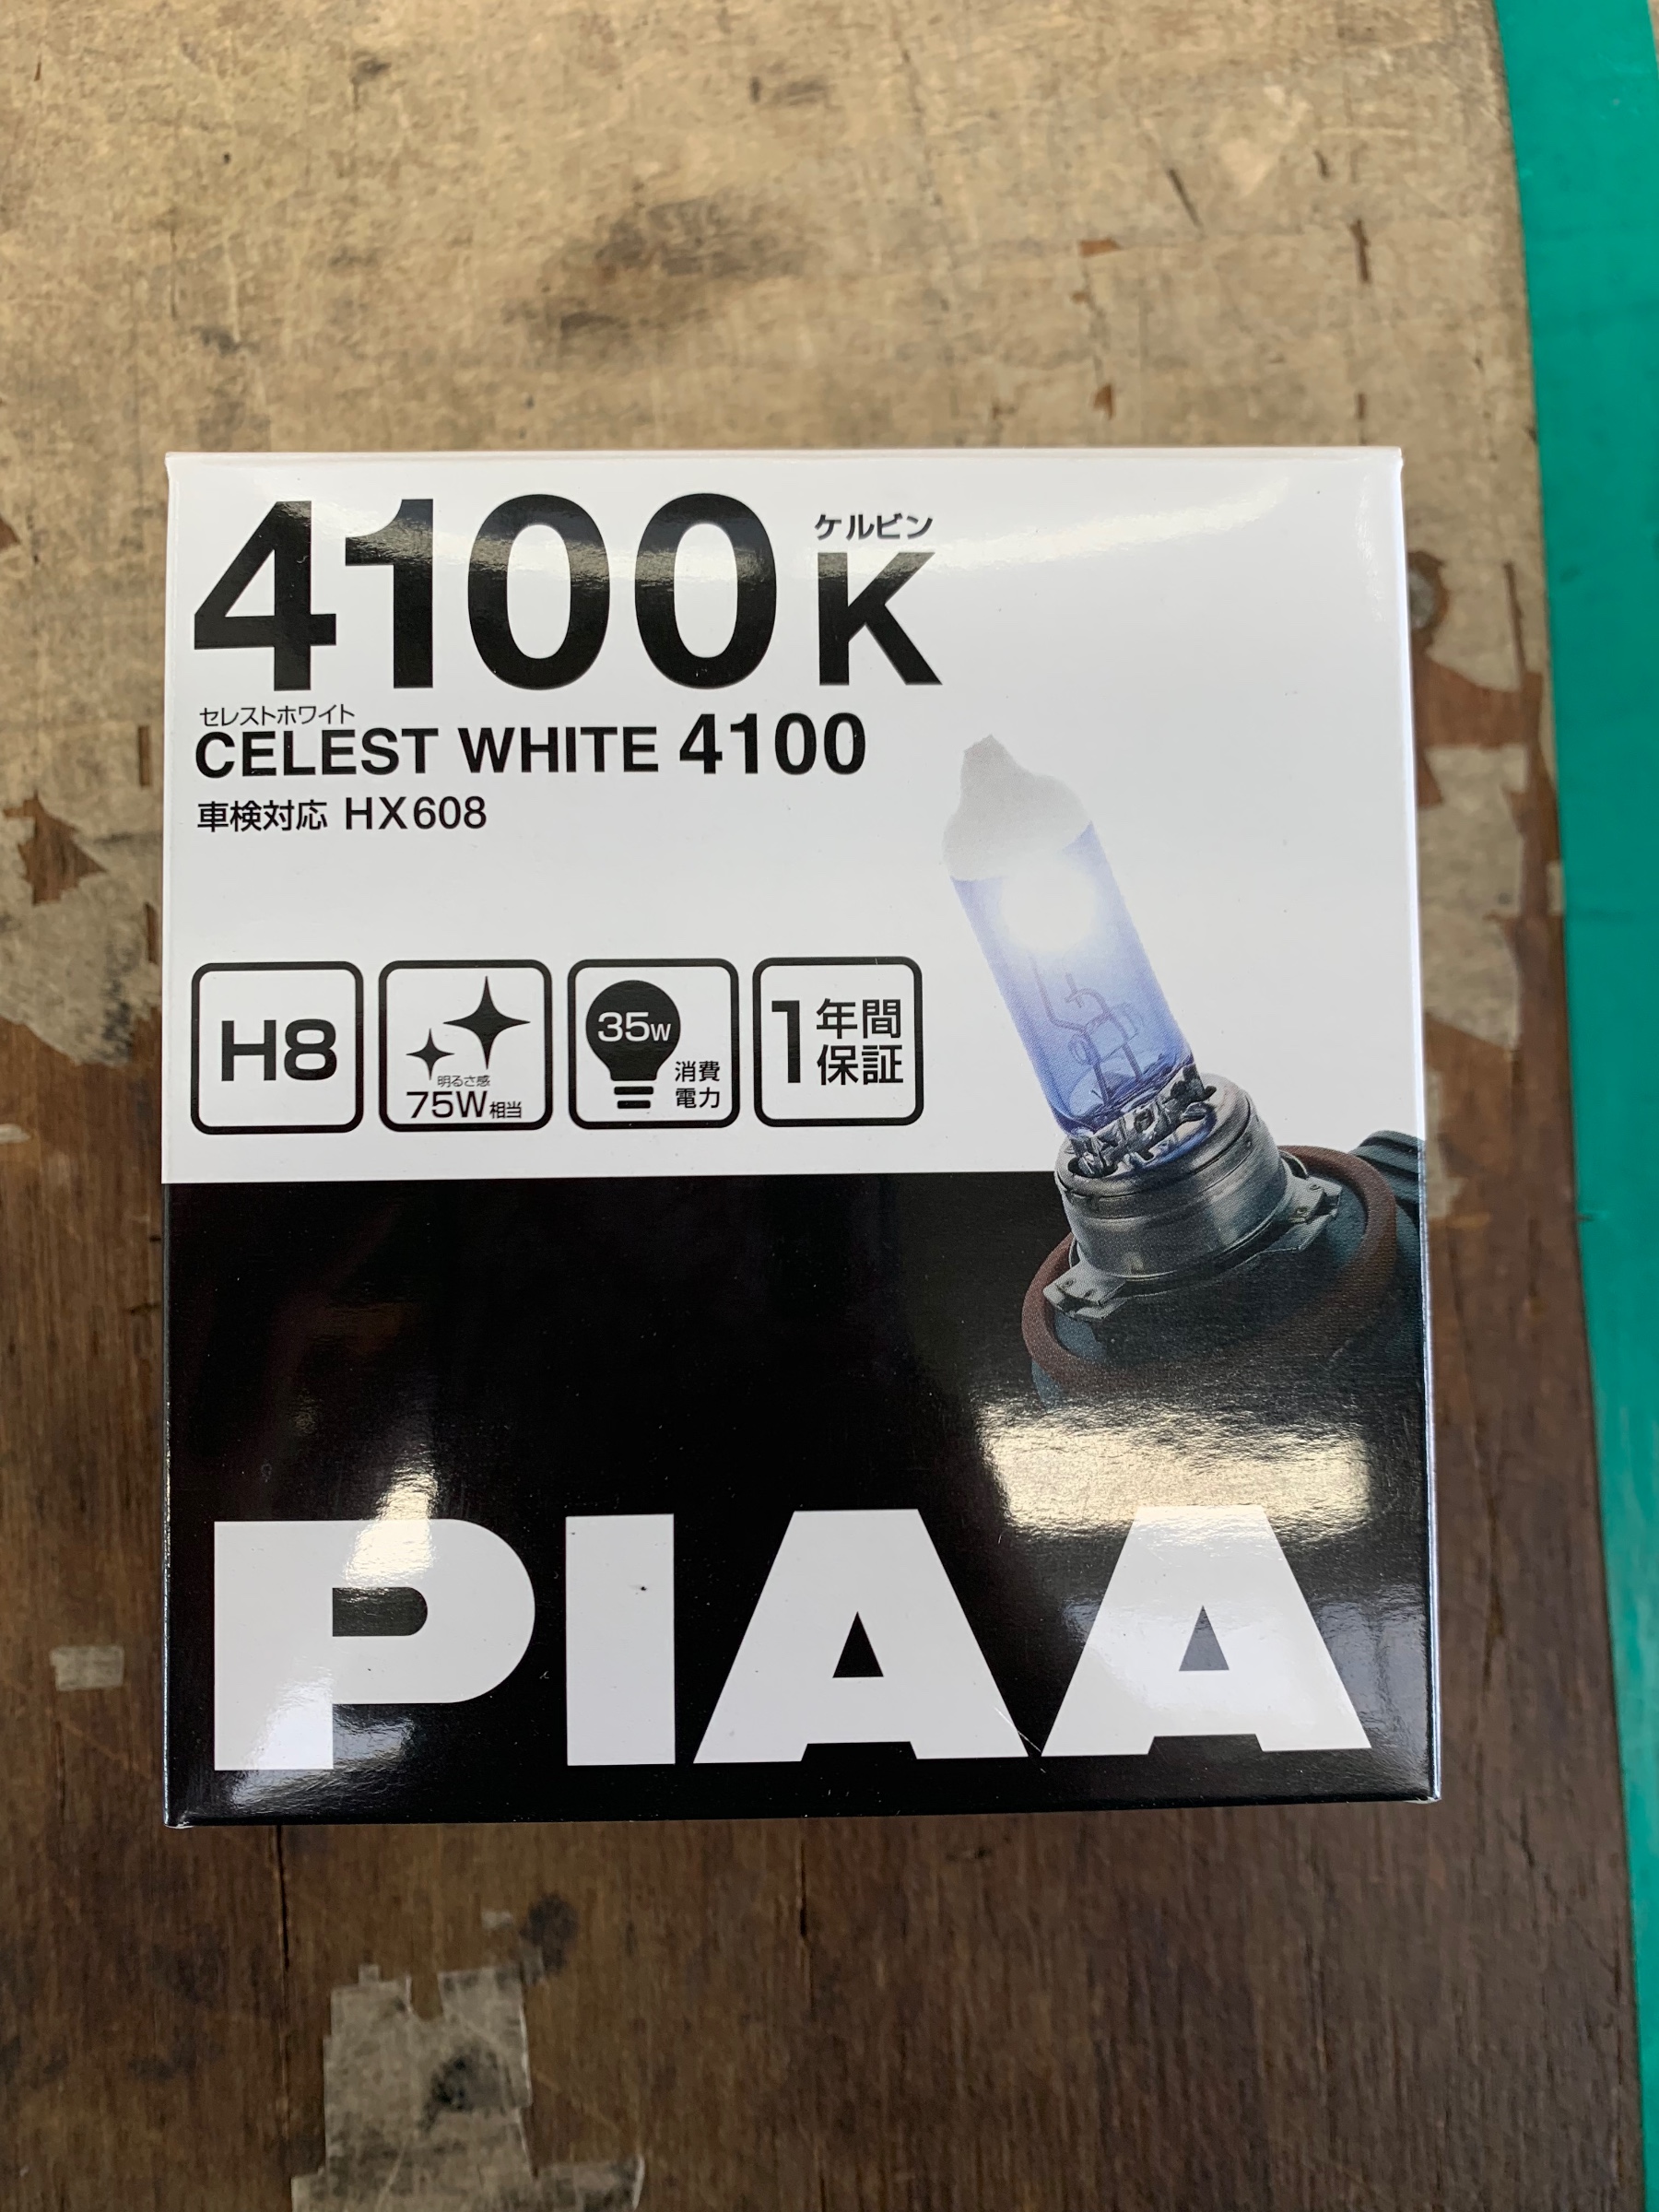 4100K
ケルビン
セレストホワイト
CELEST WHITE 4100
車検対応 HX608
H8
明るさ感
75W相当
35W
消費
電力
1年間
保証
PIAA